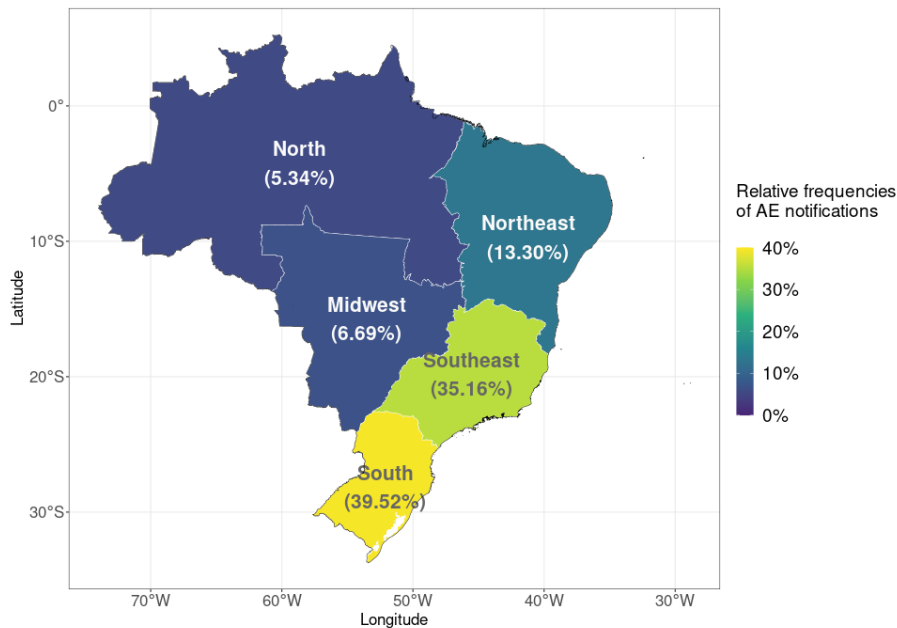 North
(5.34%)
Northeast
(13.30%)
Midwest
(6.69%)
Southeast
(35.16%)
South
(39.52%)
0°
10°S
20°S
30°S
Latitude
70°W
60°W
50°W
40°W
30°W
Longitude
Relative frequencies
of AE notifications
40%
30%
20%
10%
0%